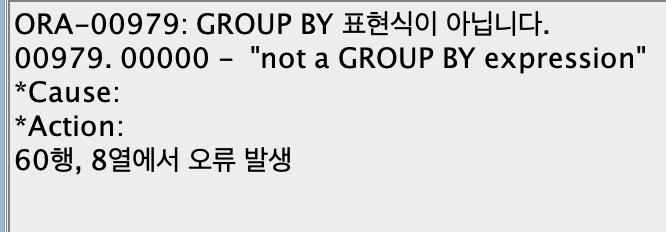 ORA-00979: GROUP BY 표현식이 아닙니다.
00979. 00000 -  "not a GROUP BY expression"
*Cause:
*Action:
60행, 8열에서 오류 발생